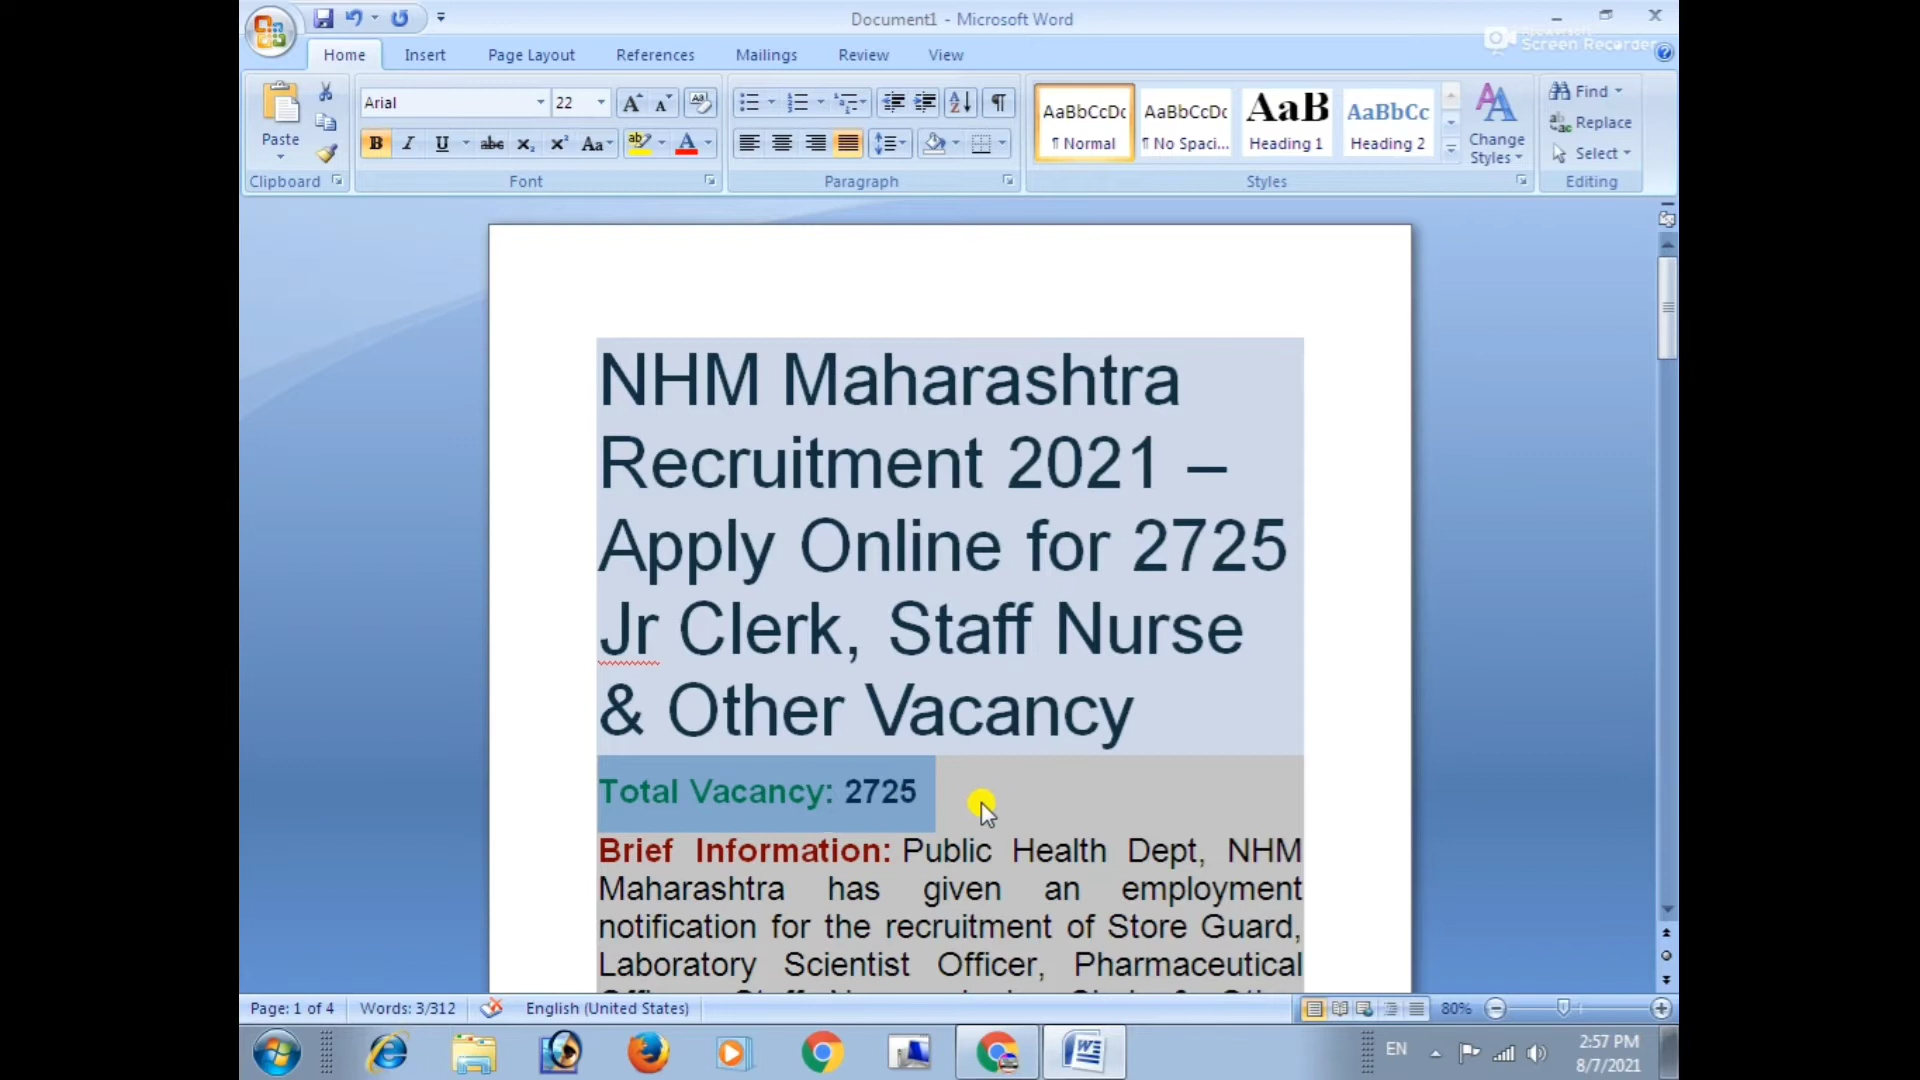 Document1 - Microsoft Word
Screen Recorder
Home Insert Page Layout References Mailings Review View
Arial 22
Paste
AaBbCcDc AaBbCcDc AaB AaBbCc
¶ Normal ¶ No Spaci... Heading 1 Heading 2
Change
Styles
Find
Replace
Select
Clipboard Font Paragraph Styles Editing
NHM Maharashtra
Recruitment 2021 –
Apply Online for 2725
Jr Clerk, Staff Nurse
& Other Vacancy
Total Vacancy: 2725
Brief Information: Public Health Dept, NHM
Maharashtra has given an employment
notification for the recruitment of Store Guard,
Laboratory Scientist Officer, Pharmaceutical
Page: 1 of 4 Words: 3/312 English (United States) 80%
EN 2:57 PM
8/7/2021